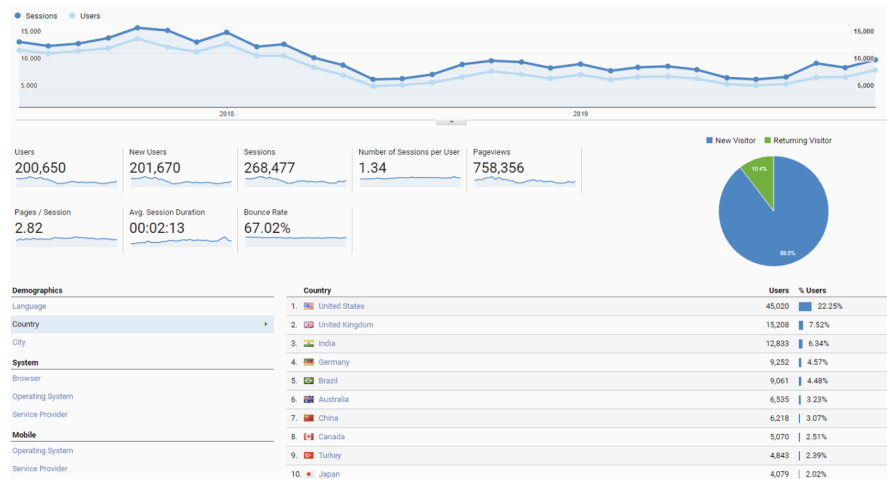 Sessions Users
15,000 15,000
10,000 10,000
5,000 5,000
2018 2019
New Visitor Returning Visitor
Users New Users Sessions Number of Sessions per User Pageviews
200,650 201,670 268,477 1.34 758,356
10.4%
89.6%
Pages / Session Avg. Session Duration Bounce Rate
2.82 00:02:13 67.02%
Demographics
Language
Country
City
System
Browser
Operating System
Service Provider
Mobile
Operating System
Service Provider
Country Users % Users
1. United States 45,020 22.25%
2. United Kingdom 15,208 7.52%
3. India 12,833 6.34%
4. Germany 9,252 4.57%
5. Brazil 9,061 4.48%
6. Australia 6,535 3.23%
7. China 6,218 3.07%
8. Canada 5,070 2.51%
9. Turkey 4,843 2.39%
10. Japan 4,079 2.02%